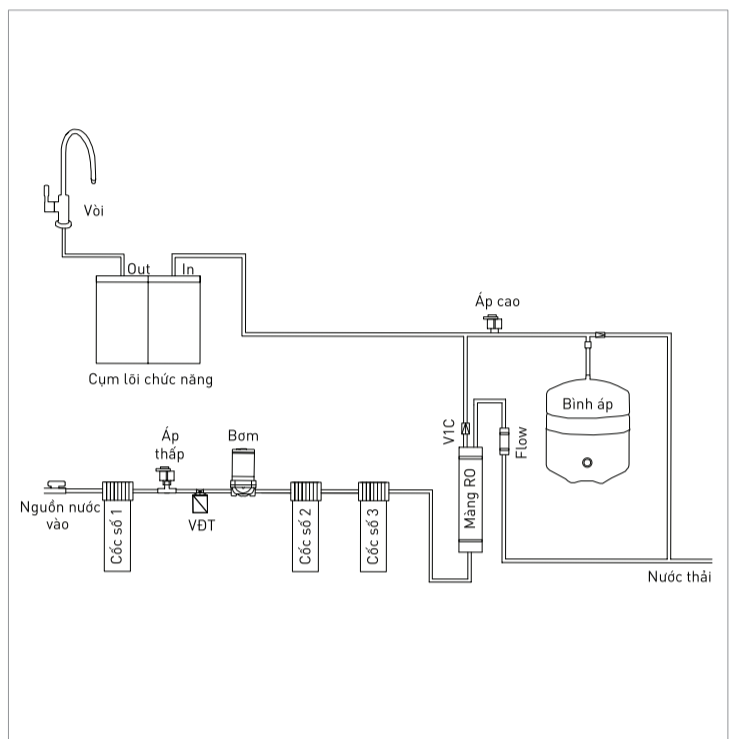 Vòi
Out
In
Cụm lõi chức năng
Áp cao
Bình áp
V1C
Flow
Màng RO
Áp
thấp
Bơm
Nguồn nước
vào
Cốc số 1
VĐT
Cốc số 2
Cốc số 3
Nước thải